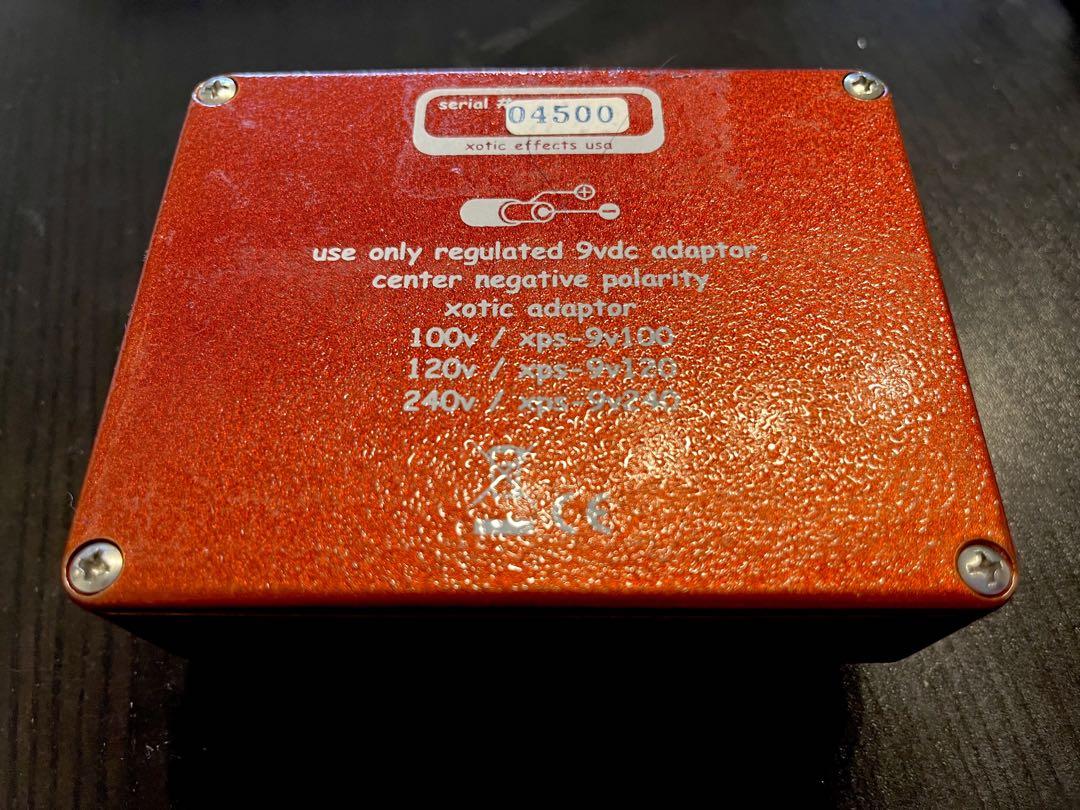 serial #
04500
xotic effects usa
+
−
use only regulated 9vdc adaptor,
center negative polarity
xotic adaptor
100v / xps-9v100
120v / xps-9v120
240v / xps-9v240
CE